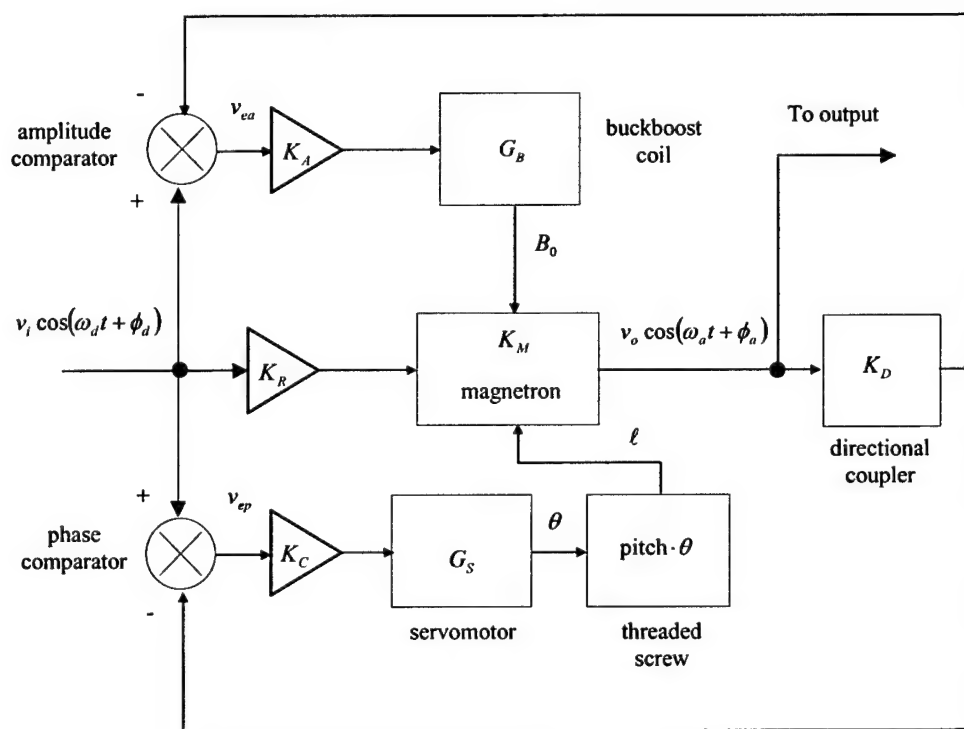 -
v_ea
amplitude
comparator
K_A
G_B
buckboost
coil
To output
+
B_0
v_i cos(ω_d t + ϕ_d)
K_R
K_M
magnetron
v_o cos(ω_a t + ϕ_a)
K_D
directional
coupler
ℓ
+
v_ep
phase
comparator
K_C
G_S
θ
pitch·θ
-
servomotor
threaded
screw